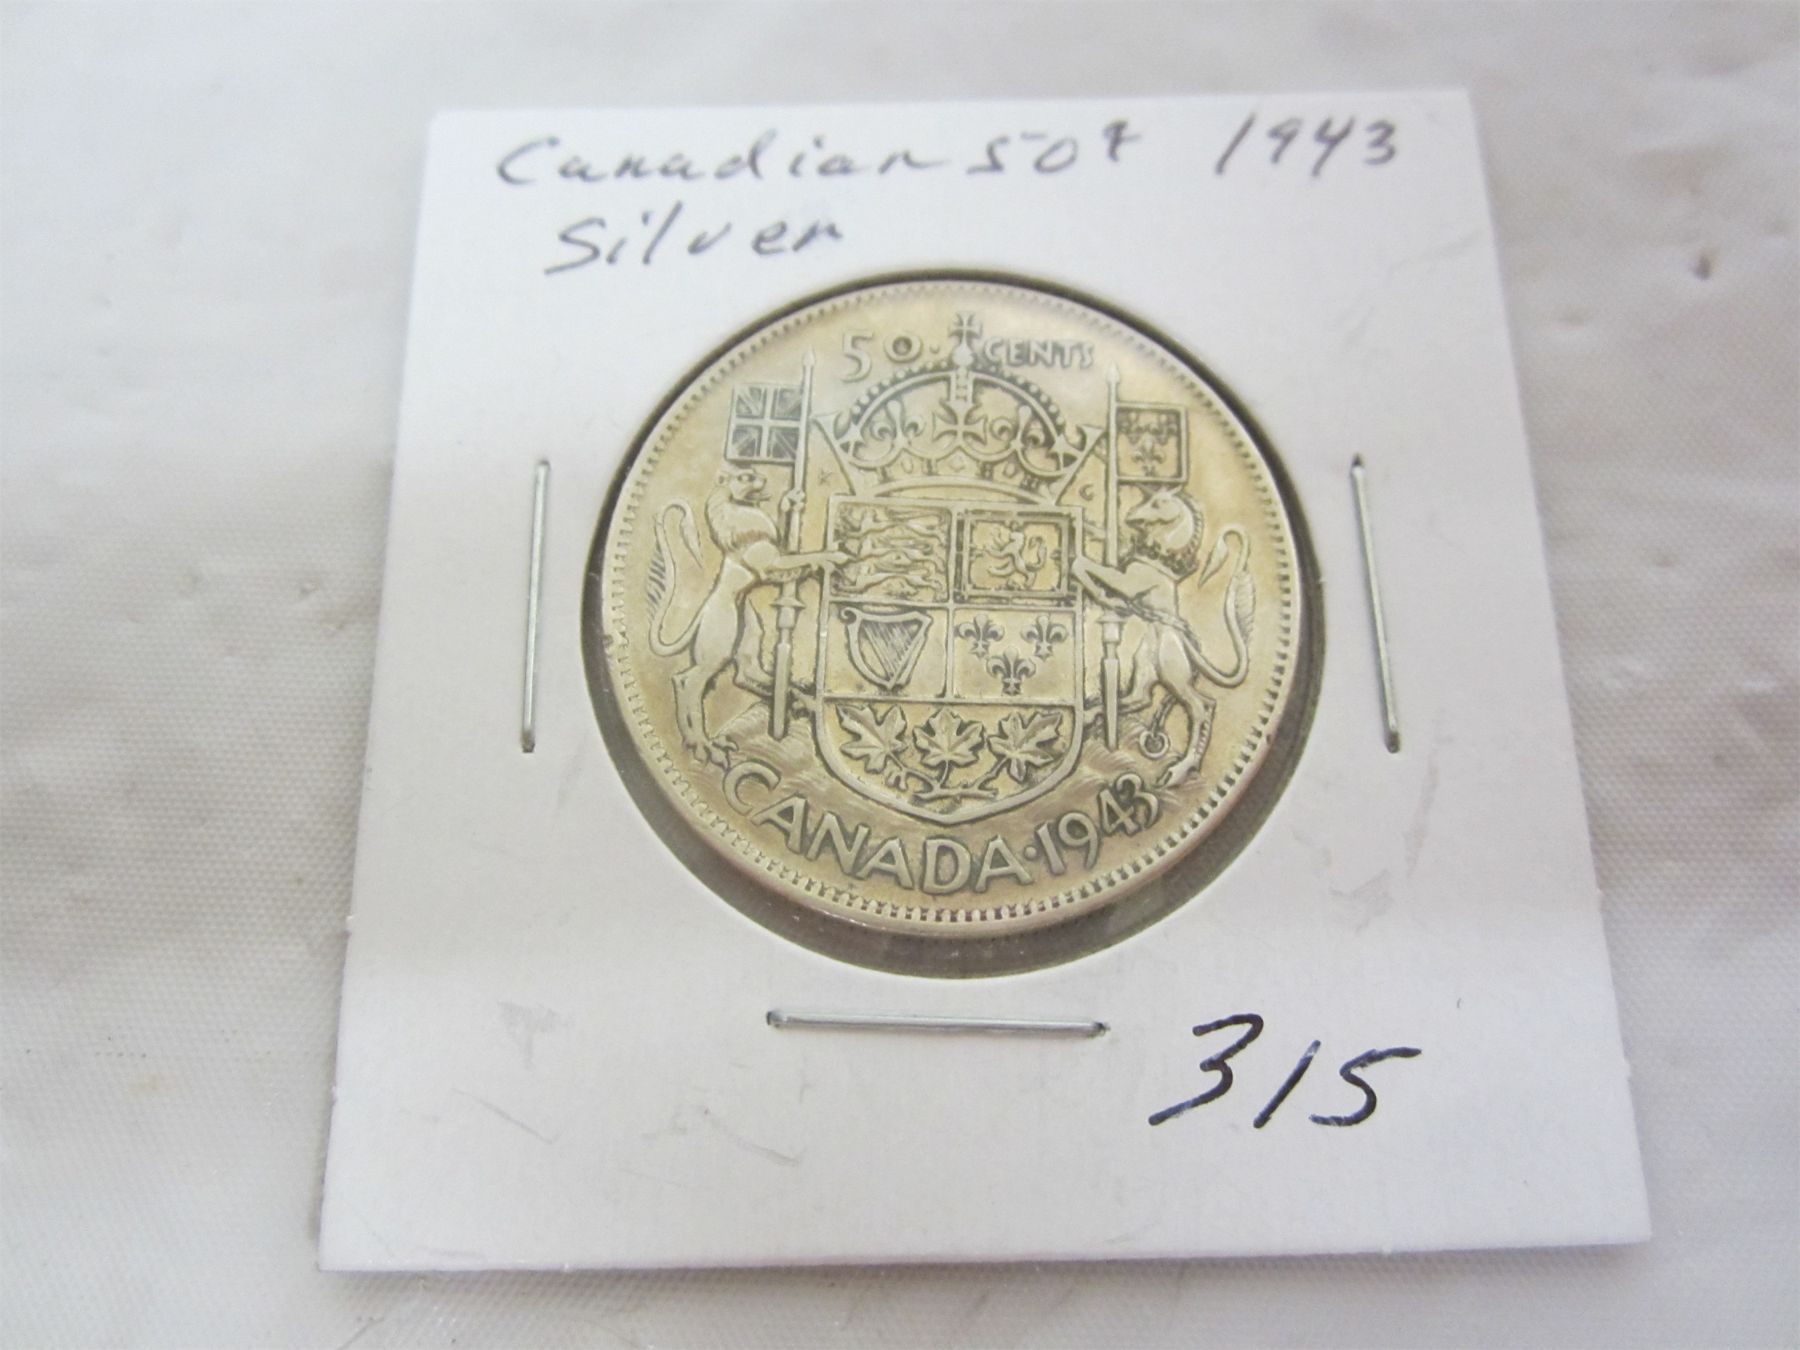 Canadian 50¢ 1943
Silver
50 CENTS
K G
CANADA·1943
315